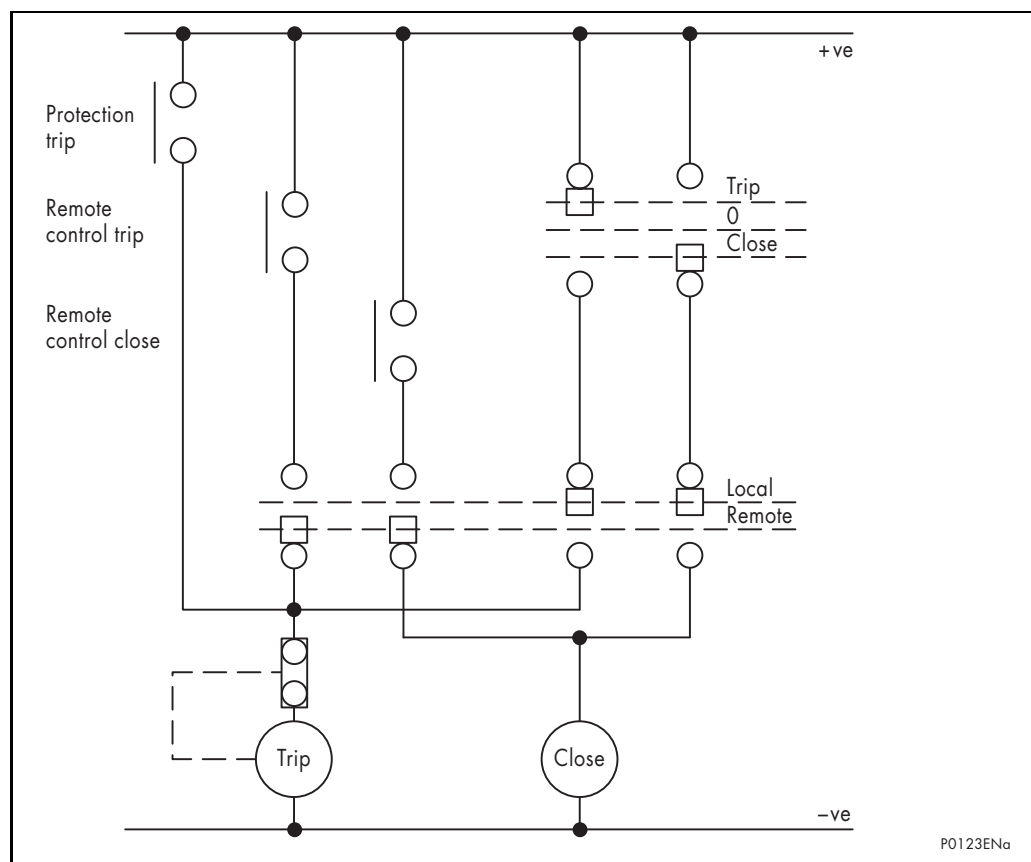 +ve
Protection
trip
Trip
Remote
control trip
0
Close
Remote
control close
Local
Remote
Trip
Close
–ve
P0123ENa